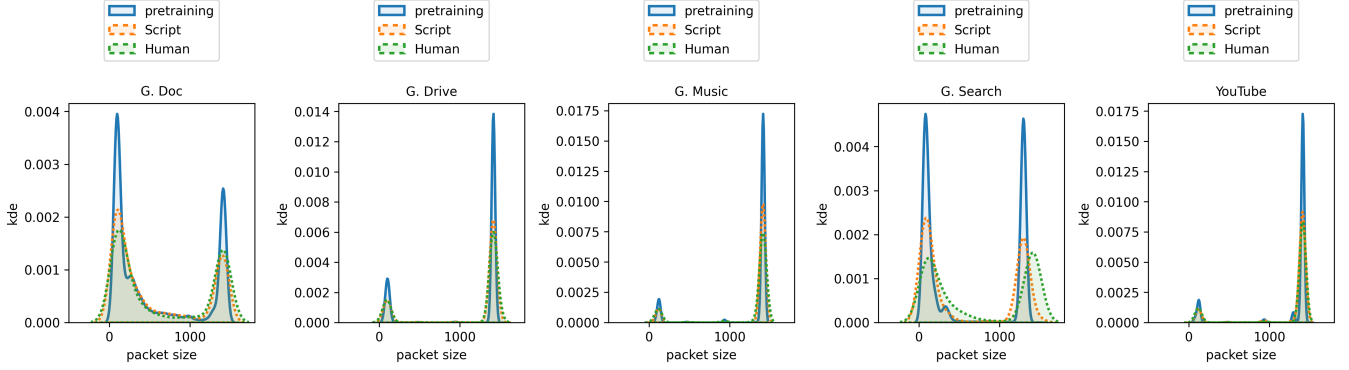 pretraining
Script
Human
G. Doc
0.004
0.003
0.002
0.001
0.000
kde
0
1000
packet size
pretraining
Script
Human
G. Drive
0.014
0.012
0.010
0.008
0.006
0.004
0.002
0.000
kde
0
1000
packet size
pretraining
Script
Human
G. Music
0.0175
0.0150
0.0125
0.0100
0.0075
0.0050
0.0025
0.0000
kde
0
1000
packet size
pretraining
Script
Human
G. Search
0.004
0.003
0.002
0.001
0.000
kde
0
1000
packet size
pretraining
Script
Human
YouTube
0.0175
0.0150
0.0125
0.0100
0.0075
0.0050
0.0025
0.0000
kde
0
1000
packet size